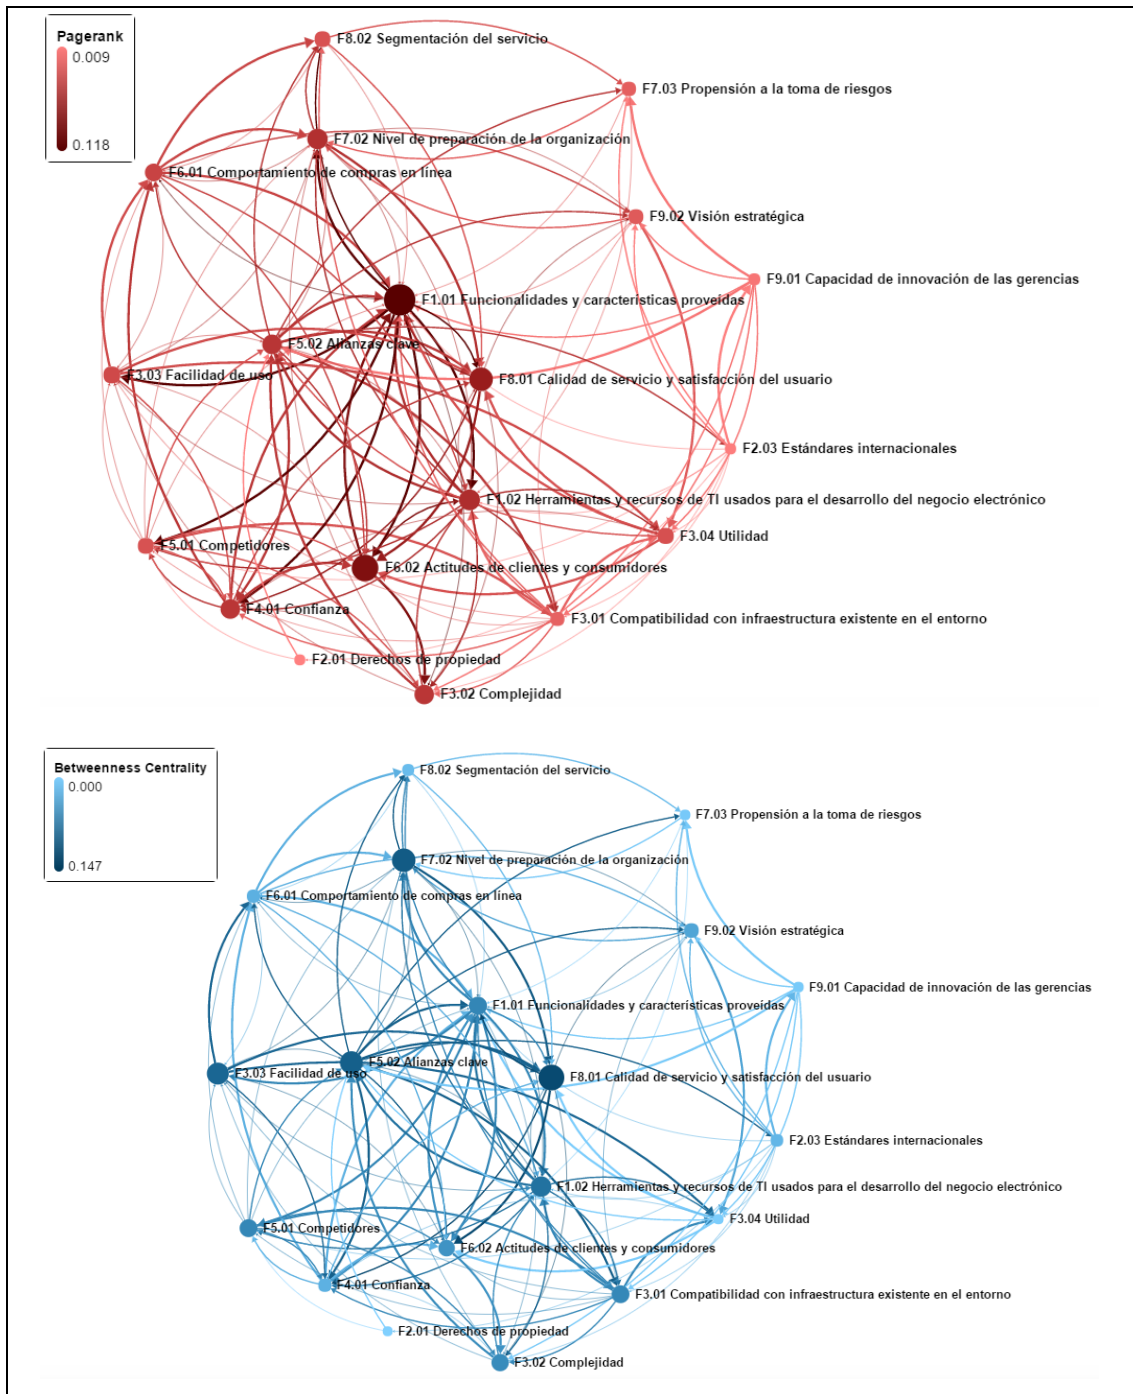 Pagerank
0.009
0.118
F8.02 Segmentación del servicio
F7.03 Propensión a la toma de riesgos
F7.02 Nivel de preparación de la organización
F6.01 Comportamiento de compras en línea
F9.02 Visión estratégica
F9.01 Capacidad de innovación de las gerencias
F1.01 Funcionalidades y características proveídas
F5.02 Alianzas clave
F3.03 Facilidad de uso
F8.01 Calidad de servicio y satisfacción del usuario
F2.03 Estándares internacionales
F1.02 Herramientas y recursos de TI usados para el desarrollo del negocio electrónico
F3.04 Utilidad
F5.01 Competidores
F6.02 Actitudes de clientes y consumidores
F4.01 Confianza
F3.01 Compatibilidad con infraestructura existente en el entorno
F2.01 Derechos de propiedad
F3.02 Complejidad
Betweenness Centrality
0.000
0.147
F8.02 Segmentación del servicio
F7.03 Propensión a la toma de riesgos
F7.02 Nivel de preparación de la organización
F6.01 Comportamiento de compras en línea
F9.02 Visión estratégica
F9.01 Capacidad de innovación de las gerencias
F1.01 Funcionalidades y características proveídas
F5.02 Alianzas clave
F3.03 Facilidad de uso
F8.01 Calidad de servicio y satisfacción del usuario
F2.03 Estándares internacionales
F1.02 Herramientas y recursos de TI usados para el desarrollo del negocio electrónico
F3.04 Utilidad
F5.01 Competidores
F6.02 Actitudes de clientes y consumidores
F4.01 Confianza
F3.01 Compatibilidad con infraestructura existente en el entorno
F2.01 Derechos de propiedad
F3.02 Complejidad